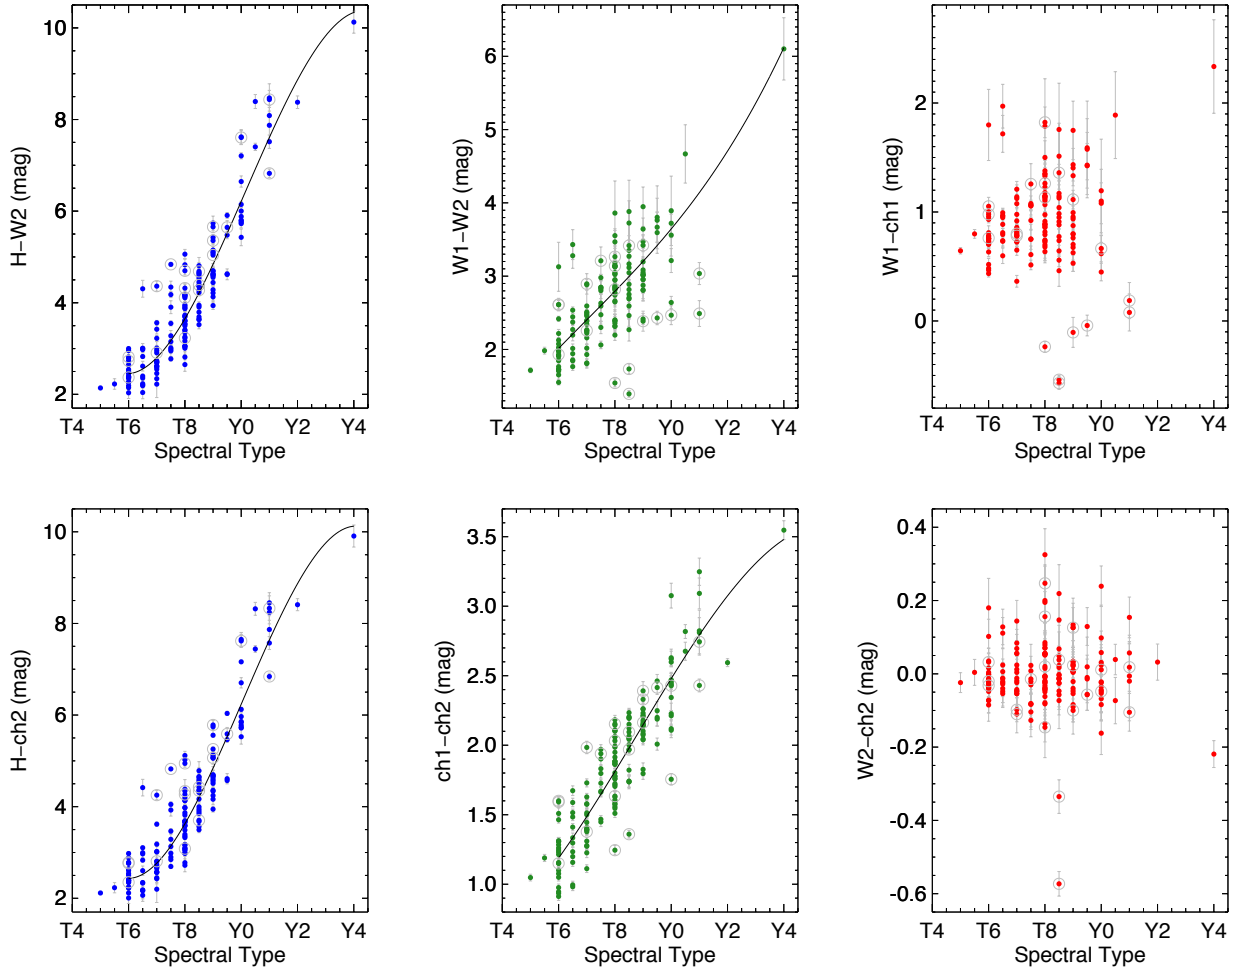 10
8
6
4
2
H−W2 (mag)
T4 T6 T8 Y0 Y2 Y4
Spectral Type
6
5
4
3
2
W1−W2 (mag)
T4 T6 T8 Y0 Y2 Y4
Spectral Type
2
1
0
W1−ch1 (mag)
T4 T6 T8 Y0 Y2 Y4
Spectral Type
10
8
6
4
2
H−ch2 (mag)
T4 T6 T8 Y0 Y2 Y4
Spectral Type
3.5
3.0
2.5
2.0
1.5
1.0
ch1−ch2 (mag)
T4 T6 T8 Y0 Y2 Y4
Spectral Type
0.4
0.2
0.0
-0.2
-0.4
-0.6
W2−ch2 (mag)
T4 T6 T8 Y0 Y2 Y4
Spectral Type